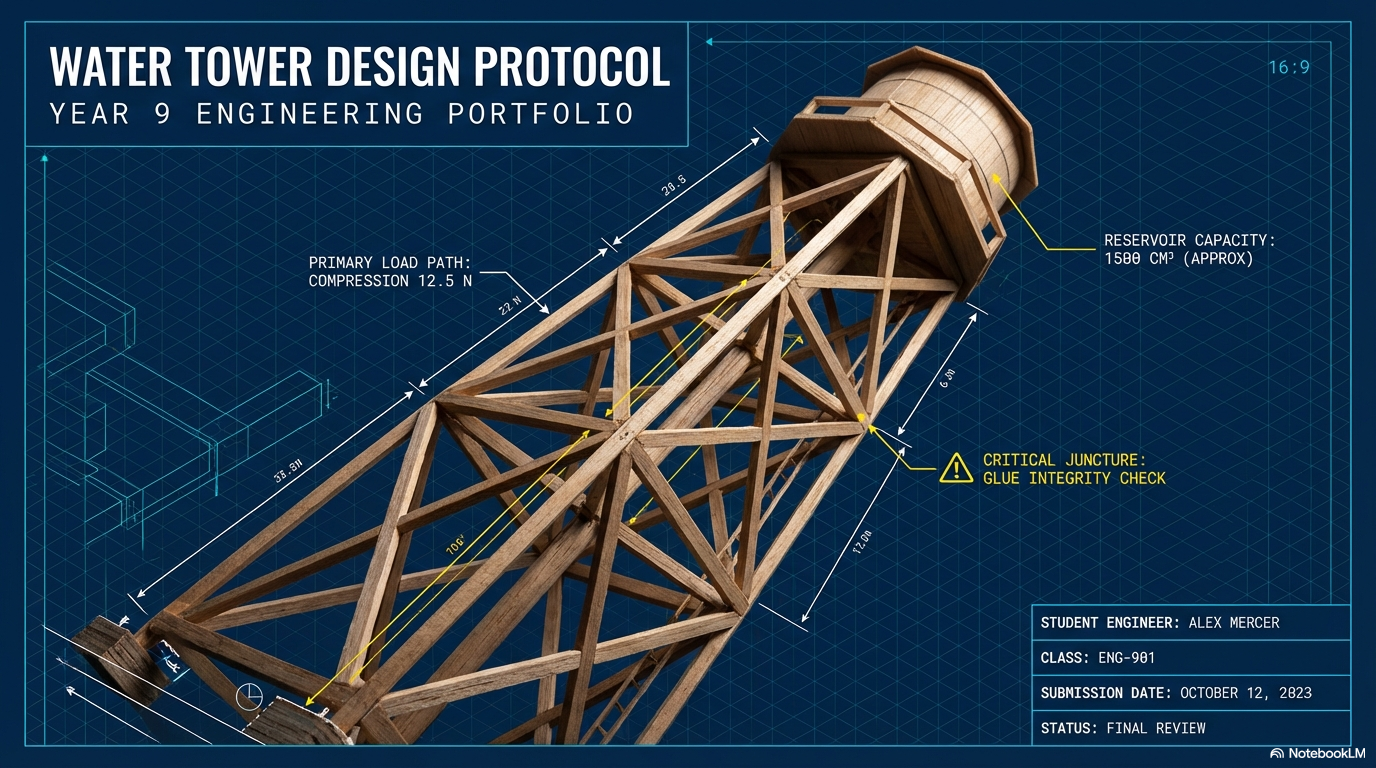 WATER TOWER DESIGN PROTOCOL
YEAR 9 ENGINEERING PORTFOLIO
16:9
20.5
PRIMARY LOAD PATH:
COMPRESSION 12.5 N
22 N
RESERVOIR CAPACITY:
1500 CM³ (APPROX)
CRITICAL JUNCTURE:
GLUE INTEGRITY CHECK
STUDENT ENGINEER: ALEX MERCER
CLASS: ENG-901
SUBMISSION DATE: OCTOBER 12, 2023
STATUS: FINAL REVIEW
NotebookLM